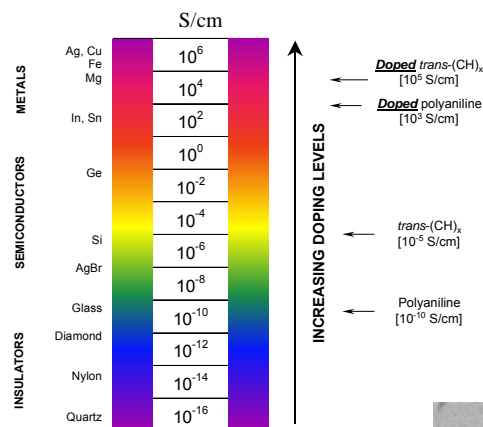 S/cm
METALS
SEMICONDUCTORS
INSULATORS
Ag, Cu
Fe
Mg
In, Sn
Ge
Si
AgBr
Glass
Diamond
Nylon
Quartz
10⁶
10⁴
10²
10⁰
10⁻²
10⁻⁴
10⁻⁶
10⁻⁸
10⁻¹⁰
10⁻¹²
10⁻¹⁴
10⁻¹⁶
INCREASING DOPING LEVELS
Doped trans-(CH)ₓ
[10⁵ S/cm]
Doped polyaniline
[10³ S/cm]
trans-(CH)ₓ
[10⁻⁵ S/cm]
Polyaniline
[10⁻¹⁰ S/cm]